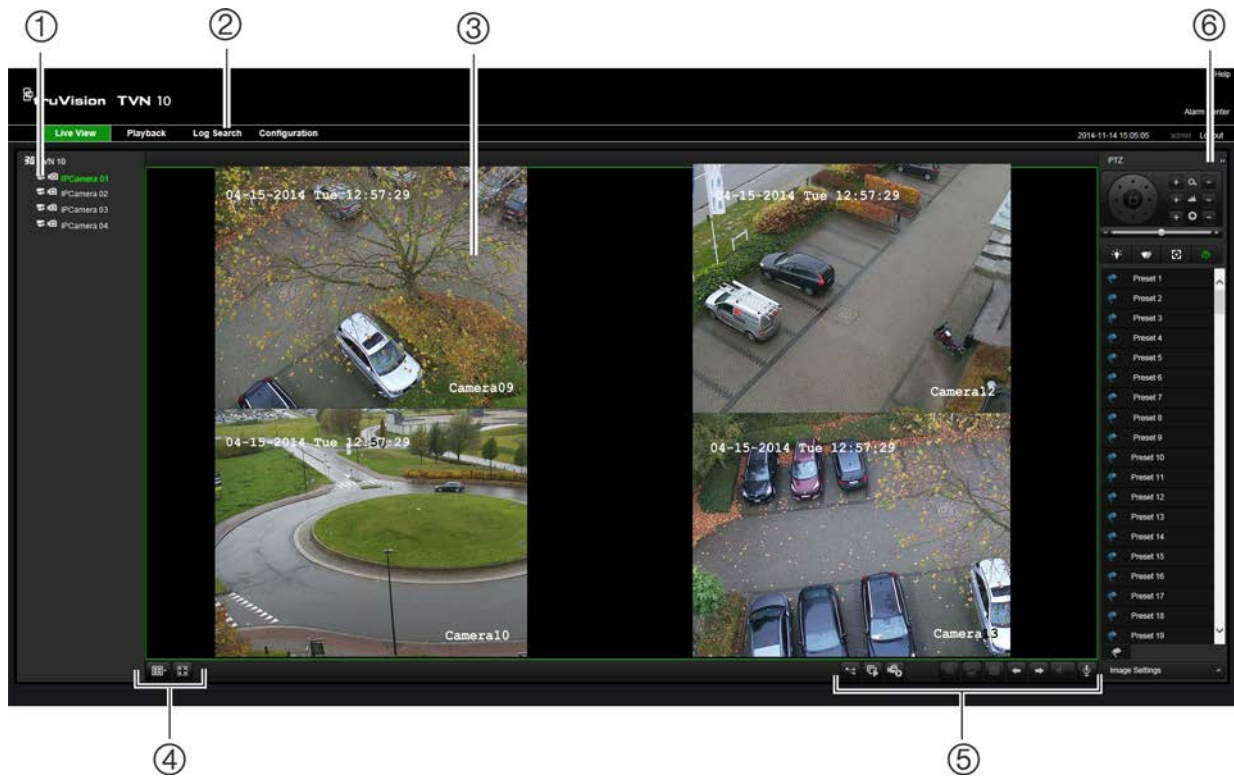 ① ② ③ ⑥
Help
truVision TVN 10
Alarm Center
Live View Playback Log Search Configuration
2014-11-14 15:05:05 admin Logout
TVN 10
IPCamera 01
IPCamera 02
IPCamera 03
IPCamera 04
04-15-2014 Tue 12:57:29
Camera09
04-15-2014 Tue 12:57:29
Camera12
04-15-2014 Tue 12:57:29
Camera10
04-15-2014 Tue 12:57:29
Camera13
PTZ
Preset 1
Preset 2
Preset 3
Preset 4
Preset 5
Preset 6
Preset 7
Preset 8
Preset 9
Preset 10
Preset 11
Preset 12
Preset 13
Preset 14
Preset 15
Preset 16
Preset 17
Preset 18
Preset 19
Image Settings
④ ⑤